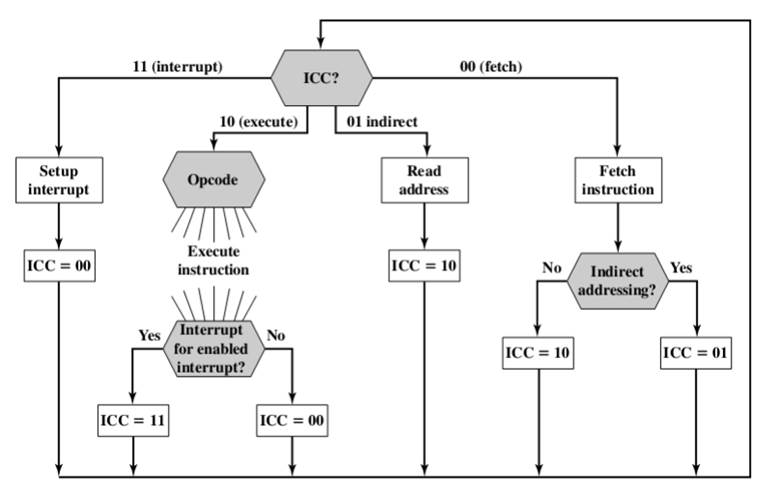 11 (interrupt)
ICC?
00 (fetch)
10 (execute)
01 indirect
Setup
interrupt
Opcode
Read
address
Fetch
instruction
ICC = 00
Execute
instruction
ICC = 10
No
Indirect
addressing?
Yes
Yes
Interrupt
for enabled
interrupt?
No
ICC = 10
ICC = 01
ICC = 11
ICC = 00